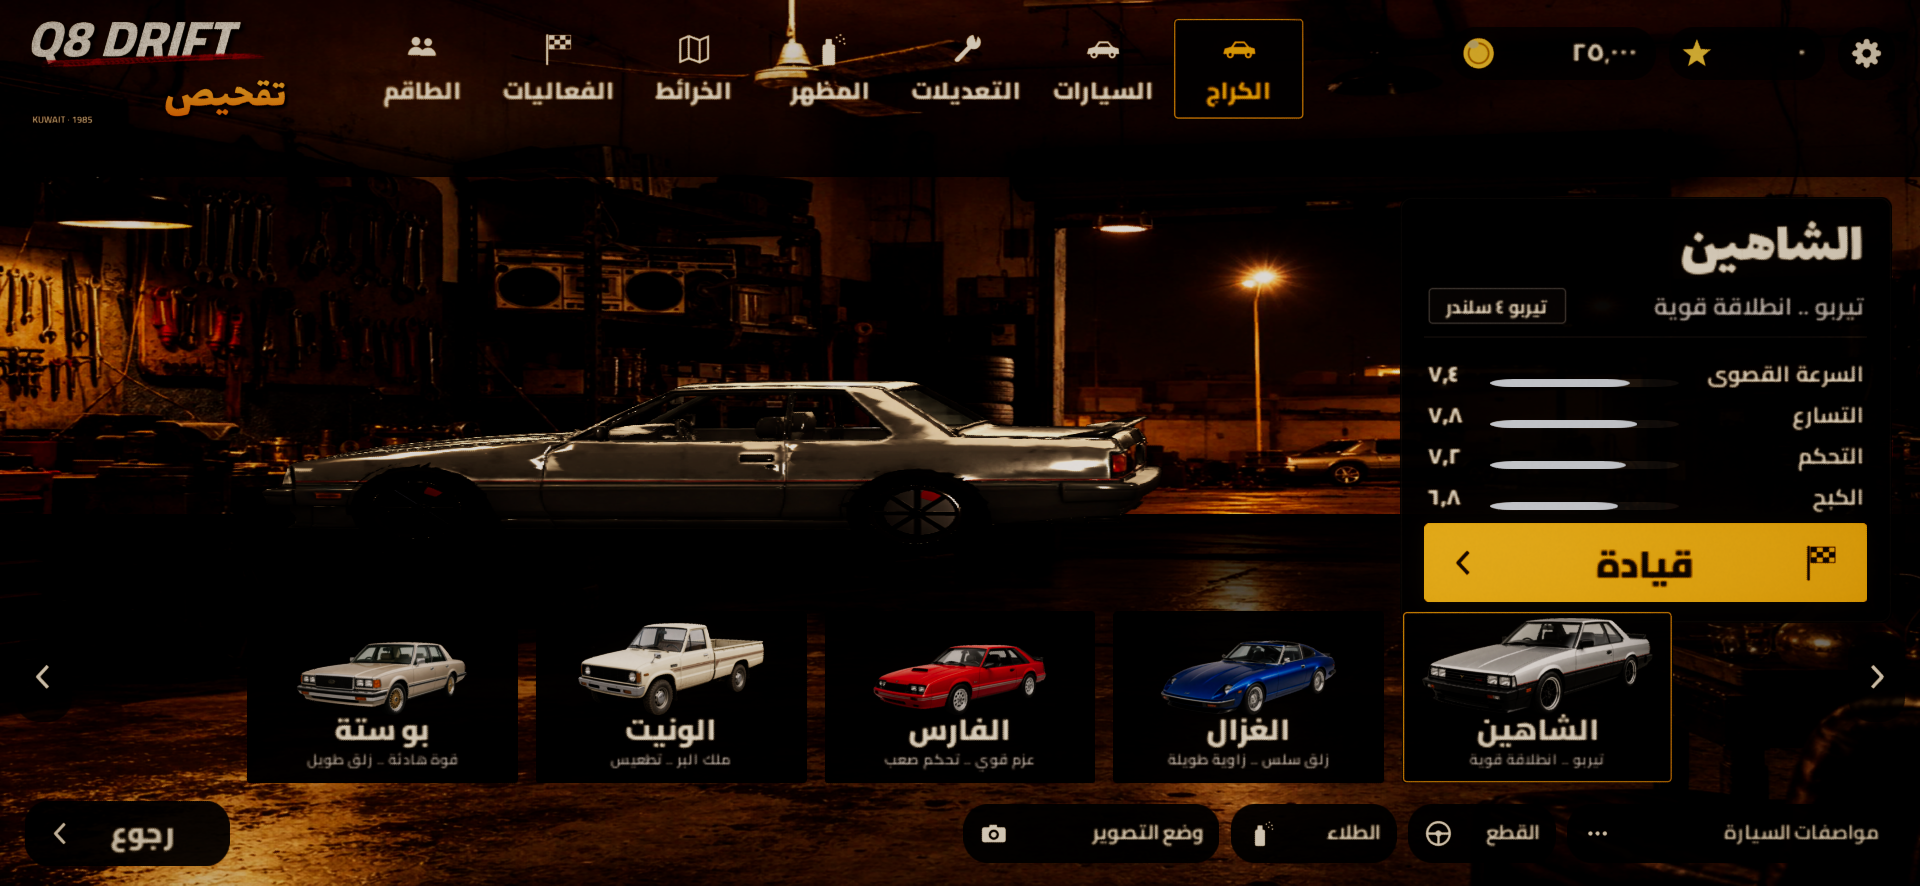 Q8 DRIFT
تفحيص
KUWAIT · 1985
الكراج
السيارات
التعديلات
المظهر
الخرائط
الفعاليات
الطاقم
٢٥,٠٠٠
٠
الشاهين
تيربو .. انطلاقة قوية
تيربو ٤ سلندر
السرعة القصوى ٧,٤
التسارع ٧,٨
التحكم ٧,٢
الكبح ٦,٨
قيادة
الشاهين
تيربو .. انطلاقة قوية
الغزال
زلق سلس .. زاوية طويلة
الفارس
عزم قوي .. تحكم صعب
الونيت
ملك البر .. تطعيس
بو ستة
قوة هادئة .. زلق طويل
مواصفات السيارة
القطع
الطلاء
وضع التصوير
رجوع